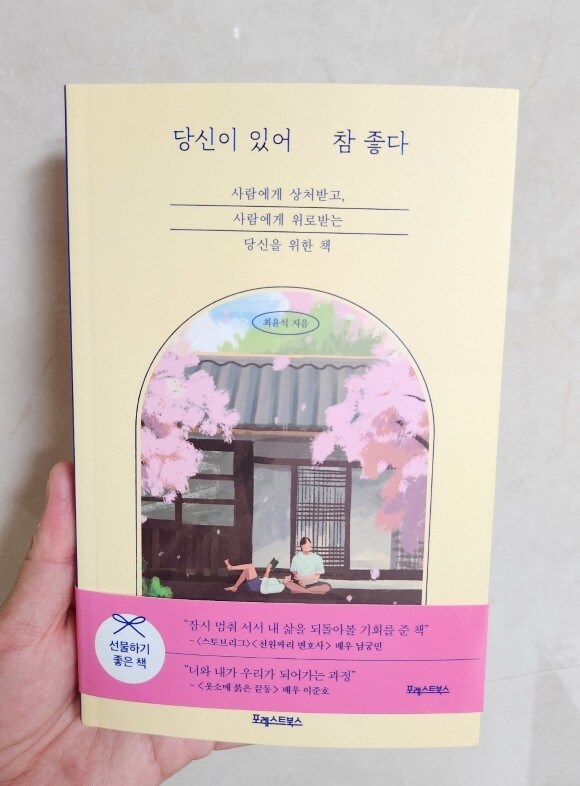 당신이 있어 참 좋다
사람에게 상처받고,
사람에게 위로받는
당신을 위한 책
최윤석 지음
선물하기
좋은 책
“잠시 멈춰 서서 내 삶을 되돌아볼 기회를 준 책”
- <스토브리그><천원짜리 변호사> 배우 남궁민
“너와 내가 우리가 되어가는 과정”
- <옷소매 붉은 끝동> 배우 이준호
포레스트북스
포레스트북스